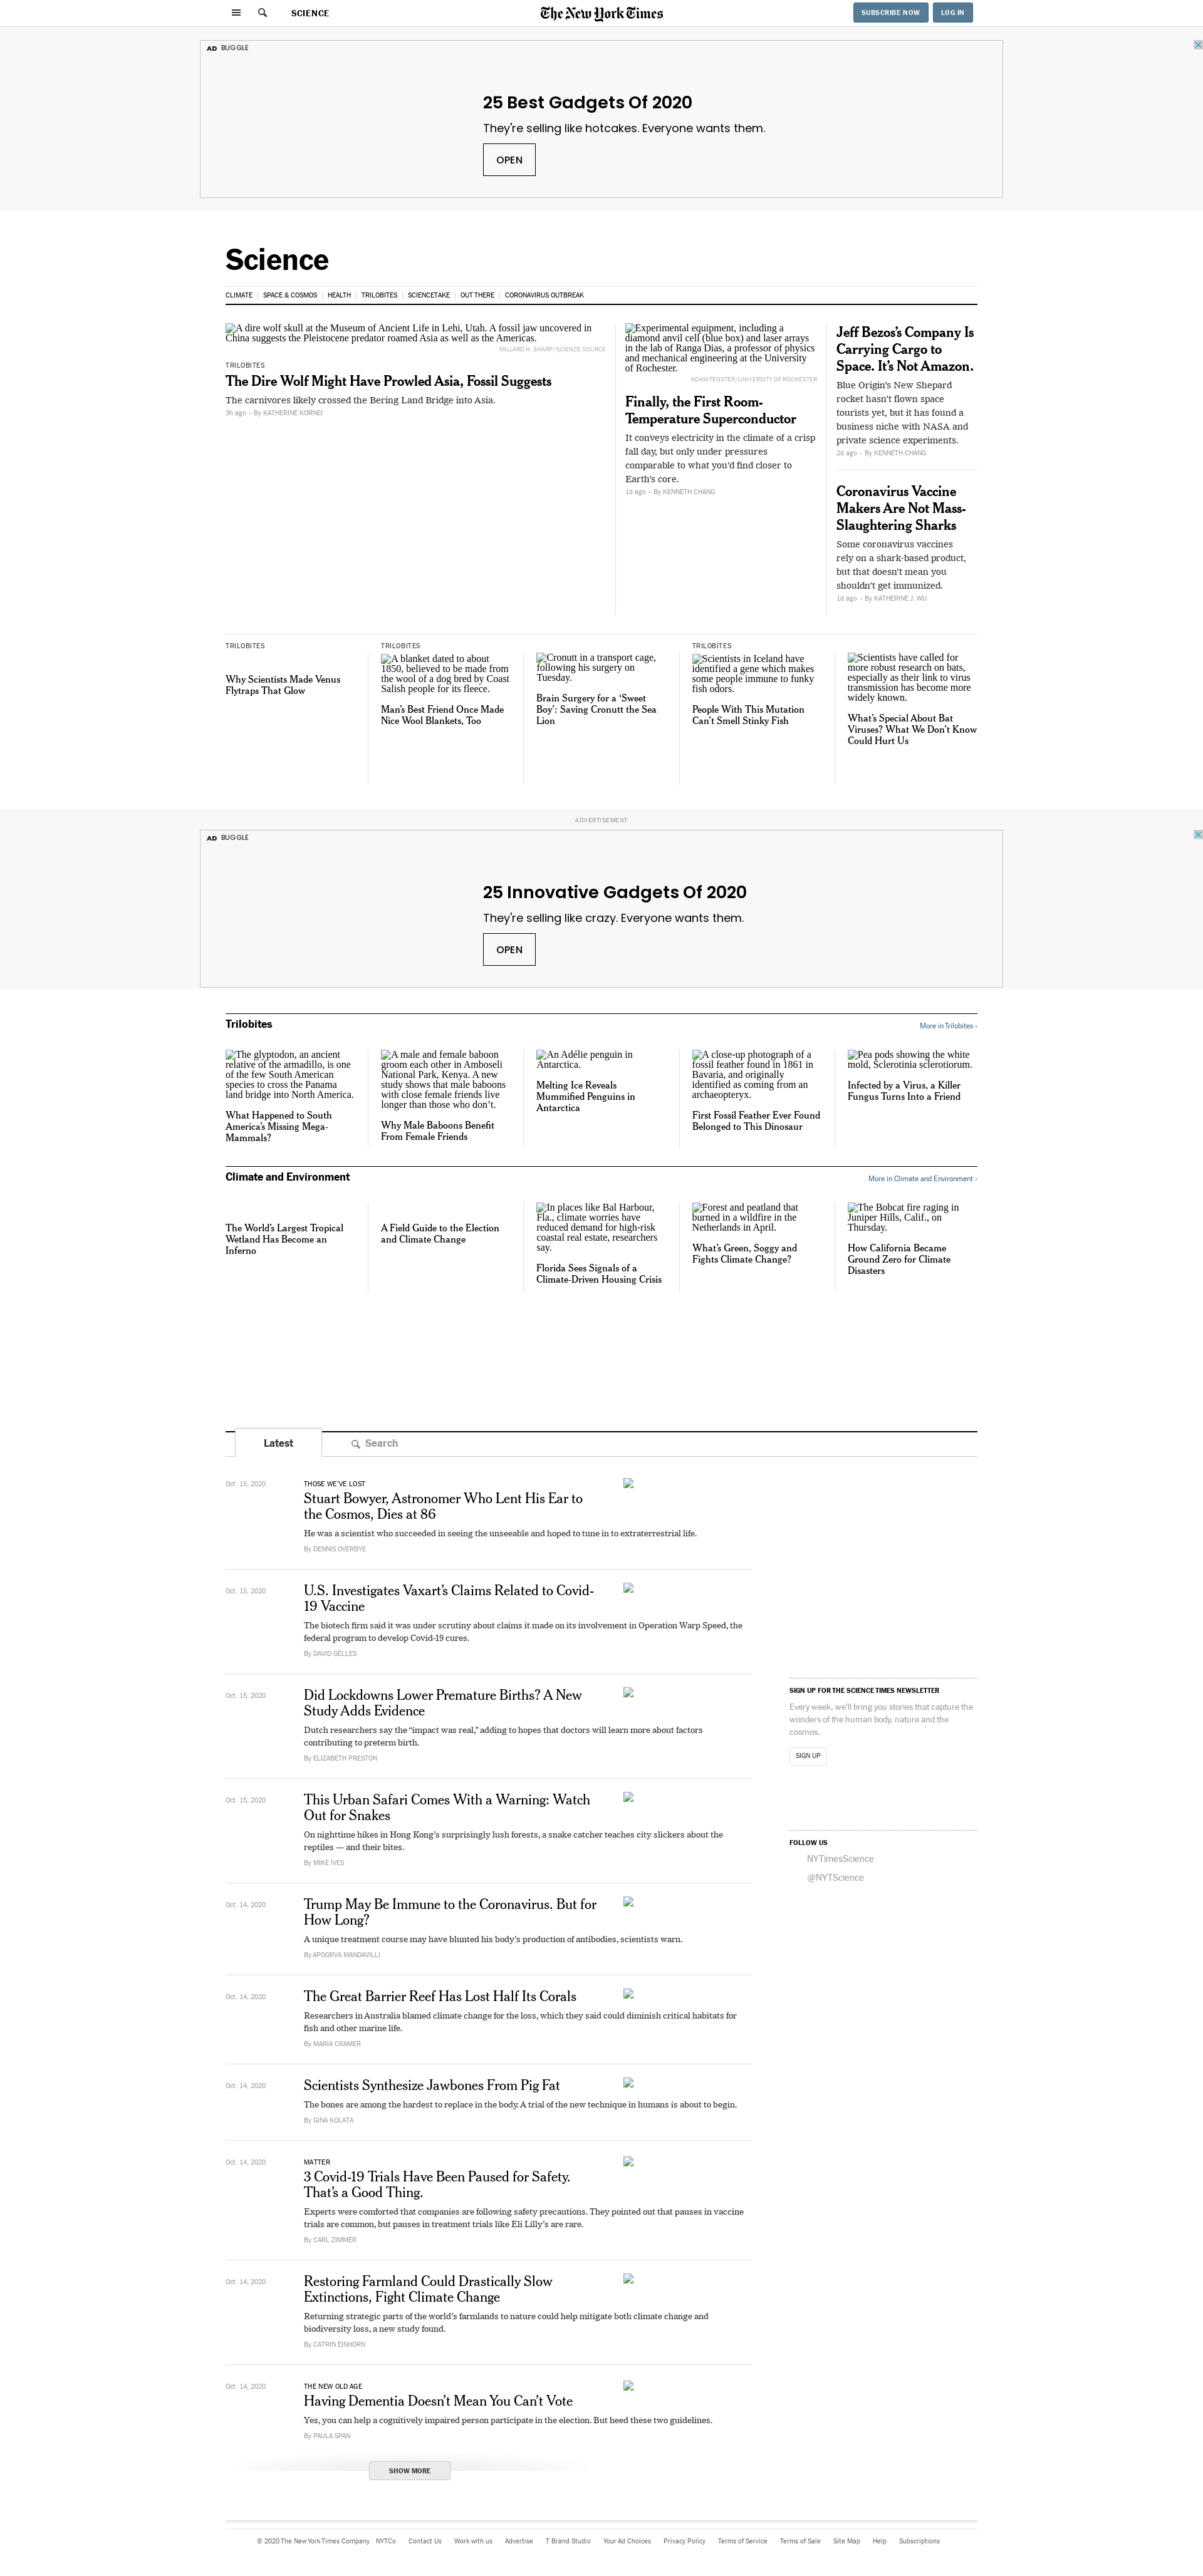 SCIENCE
The New York Times
SUBSCRIBE NOW
LOG IN
AD BUGGLE
25 Best Gadgets Of 2020
They're selling like hotcakes. Everyone wants them.
OPEN
Science
CLIMATE | SPACE & COSMOS | HEALTH | TRILOBITES | SCIENCETAKE | OUT THERE | CORONAVIRUS OUTBREAK
A dire wolf skull at the Museum of Ancient Life in Lehi, Utah. A fossil jaw uncovered in
China suggests the Pleistocene predator roamed Asia as well as the Americas.
MILLARD H. SHARP/SCIENCE SOURCE
TRILOBITES
The Dire Wolf Might Have Prowled Asia, Fossil Suggests
The carnivores likely crossed the Bering Land Bridge into Asia.
3h ago - By KATHERINE KORNEI
Experimental equipment, including a
diamond anvil cell (blue box) and laser arrays
in the lab of Ranga Dias, a professor of physics
and mechanical engineering at the University
of Rochester.
ADAM FENSTER/UNIVERSITY OF ROCHESTER
Finally, the First Room-
Temperature Superconductor
It conveys electricity in the climate of a crisp
fall day, but only under pressures
comparable to what you'd find closer to
Earth's core.
1d ago - By KENNETH CHANG
Jeff Bezos's Company Is
Carrying Cargo to
Space. It's Not Amazon.
Blue Origin's New Shepard
rocket hasn't flown space
tourists yet, but it has found a
business niche with NASA and
private science experiments.
2d ago - By KENNETH CHANG
Coronavirus Vaccine
Makers Are Not Mass-
Slaughtering Sharks
Some coronavirus vaccines
rely on a shark-based product,
but that doesn't mean you
shouldn't get immunized.
1d ago - By KATHERINE J. WU
TRILOBITES
Why Scientists Made Venus
Flytraps That Glow
TRILOBITES
A blanket dated to about
1850, believed to be made from
the wool of a dog bred by Coast
Salish people for its fleece.
Man's Best Friend Once Made
Nice Wool Blankets, Too
Cronutt in a transport cage,
following his surgery on
Tuesday.
Brain Surgery for a 'Sweet
Boy': Saving Cronutt the Sea
Lion
TRILOBITES
Scientists in Iceland have
identified a gene which makes
some people immune to funky
fish odors.
People With This Mutation
Can't Smell Stinky Fish
Scientists have called for
more robust research on bats,
especially as their link to virus
transmission has become more
widely known.
What's Special About Bat
Viruses? What We Don't Know
Could Hurt Us
ADVERTISEMENT
AD BUGGLE
25 Innovative Gadgets Of 2020
They're selling like crazy. Everyone wants them.
OPEN
Trilobites
More in Trilobites ›
The glyptodon, an ancient
relative of the armadillo, is one
of the few South American
species to cross the Panama
land bridge into North America.
What Happened to South
America's Missing Mega-
Mammals?
A male and female baboon
groom each other in Amboseli
National Park, Kenya. A new
study shows that male baboons
with close female friends live
longer than those who don't.
Why Male Baboons Benefit
From Female Friends
An Adélie penguin in
Antarctica.
Melting Ice Reveals
Mummified Penguins in
Antarctica
A close-up photograph of a
fossil feather found in 1861 in
Bavaria, and originally
identified as coming from an
archaeopteryx.
First Fossil Feather Ever Found
Belonged to This Dinosaur
Pea pods showing the white
mold, Sclerotinia sclerotiorum.
Infected by a Virus, a Killer
Fungus Turns Into a Friend
Climate and Environment
More in Climate and Environment ›
The World's Largest Tropical
Wetland Has Become an
Inferno
A Field Guide to the Election
and Climate Change
In places like Bal Harbour,
Fla., climate worries have
reduced demand for high-risk
coastal real estate, researchers
say.
Florida Sees Signals of a
Climate-Driven Housing Crisis
Forest and peatland that
burned in a wildfire in the
Netherlands in April.
What's Green, Soggy and
Fights Climate Change?
The Bobcat fire raging in
Juniper Hills, Calif., on
Thursday.
How California Became
Ground Zero for Climate
Disasters
Latest
Search
Oct. 15, 2020
THOSE WE'VE LOST
Stuart Bowyer, Astronomer Who Lent His Ear to
the Cosmos, Dies at 86
He was a scientist who succeeded in seeing the unseeable and hoped to tune in to extraterrestrial life.
By DENNIS OVERBYE
Oct. 15, 2020
U.S. Investigates Vaxart's Claims Related to Covid-
19 Vaccine
The biotech firm said it was under scrutiny about claims it made on its involvement in Operation Warp Speed, the
federal program to develop Covid-19 cures.
By DAVID GELLES
Oct. 15, 2020
Did Lockdowns Lower Premature Births? A New
Study Adds Evidence
Dutch researchers say the "impact was real," adding to hopes that doctors will learn more about factors
contributing to preterm birth.
By ELIZABETH PRESTON
Oct. 15, 2020
This Urban Safari Comes With a Warning: Watch
Out for Snakes
On nighttime hikes in Hong Kong's surprisingly lush forests, a snake catcher teaches city slickers about the
reptiles — and their bites.
By MIKE IVES
Oct. 14, 2020
Trump May Be Immune to the Coronavirus. But for
How Long?
A unique treatment course may have blunted his body's production of antibodies, scientists warn.
By APOORVA MANDAVILLI
Oct. 14, 2020
The Great Barrier Reef Has Lost Half Its Corals
Researchers in Australia blamed climate change for the loss, which they said could diminish critical habitats for
fish and other marine life.
By MARIA CRAMER
Oct. 14, 2020
Scientists Synthesize Jawbones From Pig Fat
The bones are among the hardest to replace in the body. A trial of the new technique in humans is about to begin.
By GINA KOLATA
Oct. 14, 2020
MATTER
3 Covid-19 Trials Have Been Paused for Safety.
That's a Good Thing.
Experts were comforted that companies are following safety precautions. They pointed out that pauses in vaccine
trials are common, but pauses in treatment trials like Eli Lilly's are rare.
By CARL ZIMMER
Oct. 14, 2020
Restoring Farmland Could Drastically Slow
Extinctions, Fight Climate Change
Returning strategic parts of the world's farmlands to nature could help mitigate both climate change and
biodiversity loss, a new study found.
By CATRIN EINHORN
Oct. 14, 2020
THE NEW OLD AGE
Having Dementia Doesn't Mean You Can't Vote
Yes, you can help a cognitively impaired person participate in the election. But heed these two guidelines.
By PAULA SPAN
SHOW MORE
SIGN UP FOR THE SCIENCE TIMES NEWSLETTER
Every week, we'll bring you stories that capture the
wonders of the human body, nature and the
cosmos.
SIGN UP
FOLLOW US
NYTimesScience
@NYTScience
© 2020 The New York Times Company NYTCo Contact Us Work with us Advertise T Brand Studio Your Ad Choices Privacy Policy Terms of Service Terms of Sale Site Map Help Subscriptions